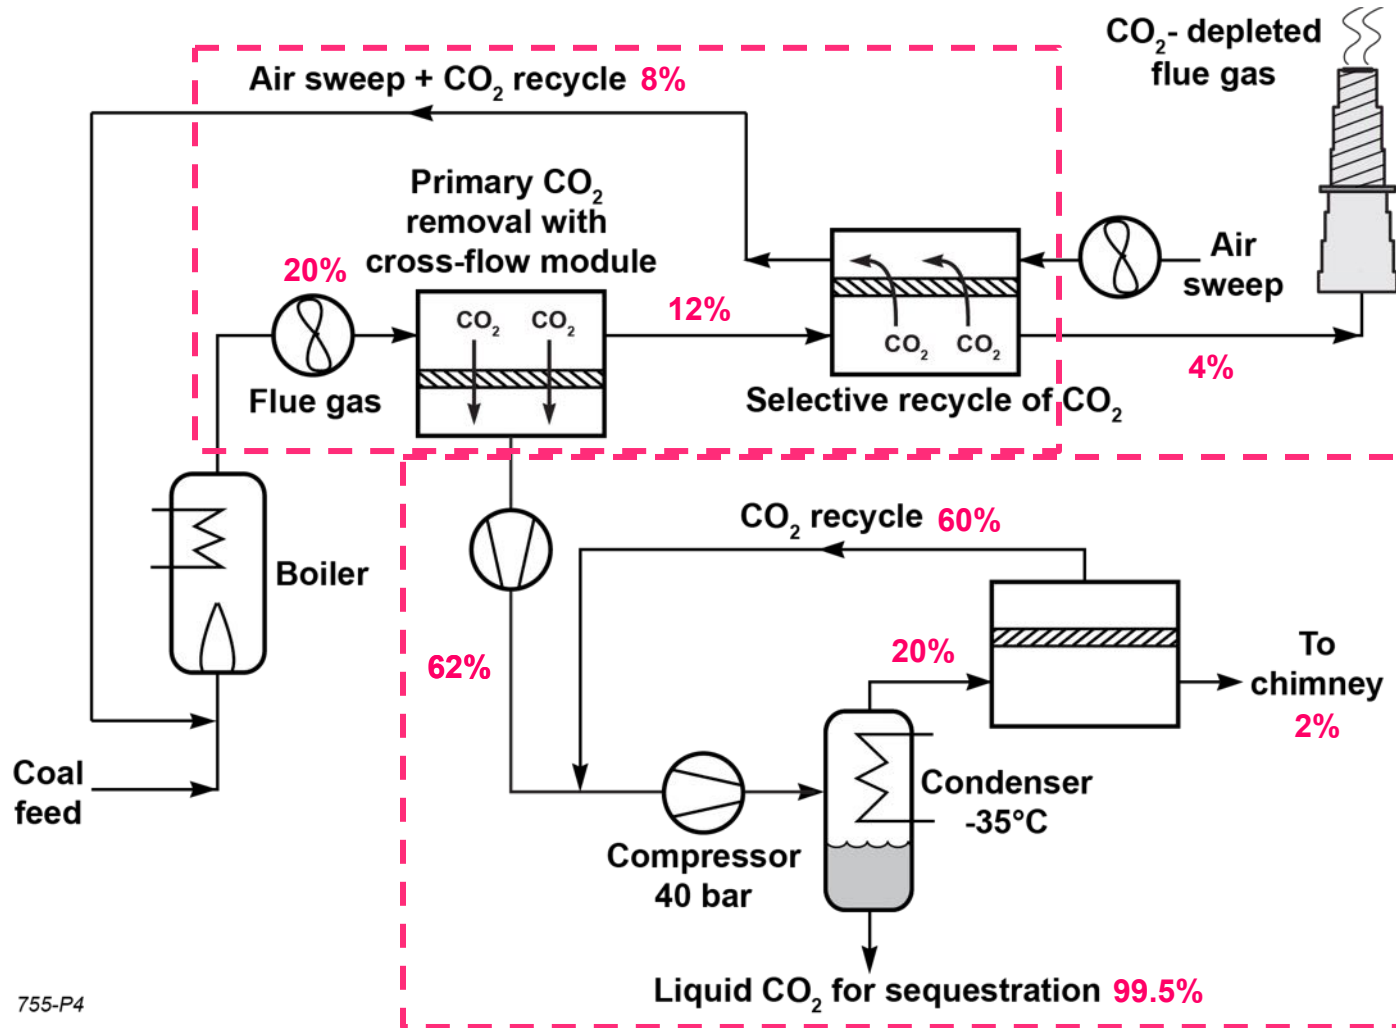 CO₂- depleted
flue gas
Air sweep + CO₂ recycle 8%
Primary CO₂
removal with
cross-flow module
20%
Air
sweep
CO₂ CO₂
12%
CO₂ CO₂
4%
Flue gas
Selective recycle of CO₂
CO₂ recycle 60%
Boiler
62%
20%
To
chimney
2%
Coal
feed
Condenser
-35°C
Compressor
40 bar
Liquid CO₂ for sequestration 99.5%
755-P4